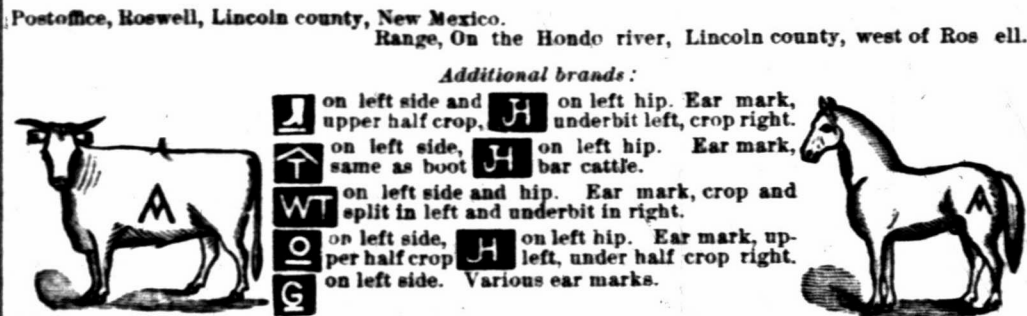 Postoffice, Roswell, Lincoln county, New Mexico.
Range, On the Hondo river, Lincoln county, west of Ros ell.
Additional brands:
on left side and JH on left hip. Ear mark,
upper half crop, underbit left, crop right.
T on left side, JH on left hip. Ear mark,
same as boot bar cattle.
WT on left side and hip. Ear mark, crop and
split in left and underbit in right.
O on left side, JH on left hip. Ear mark, up-
per half crop left, under half crop right.
G on left side. Various ear marks.
A
A